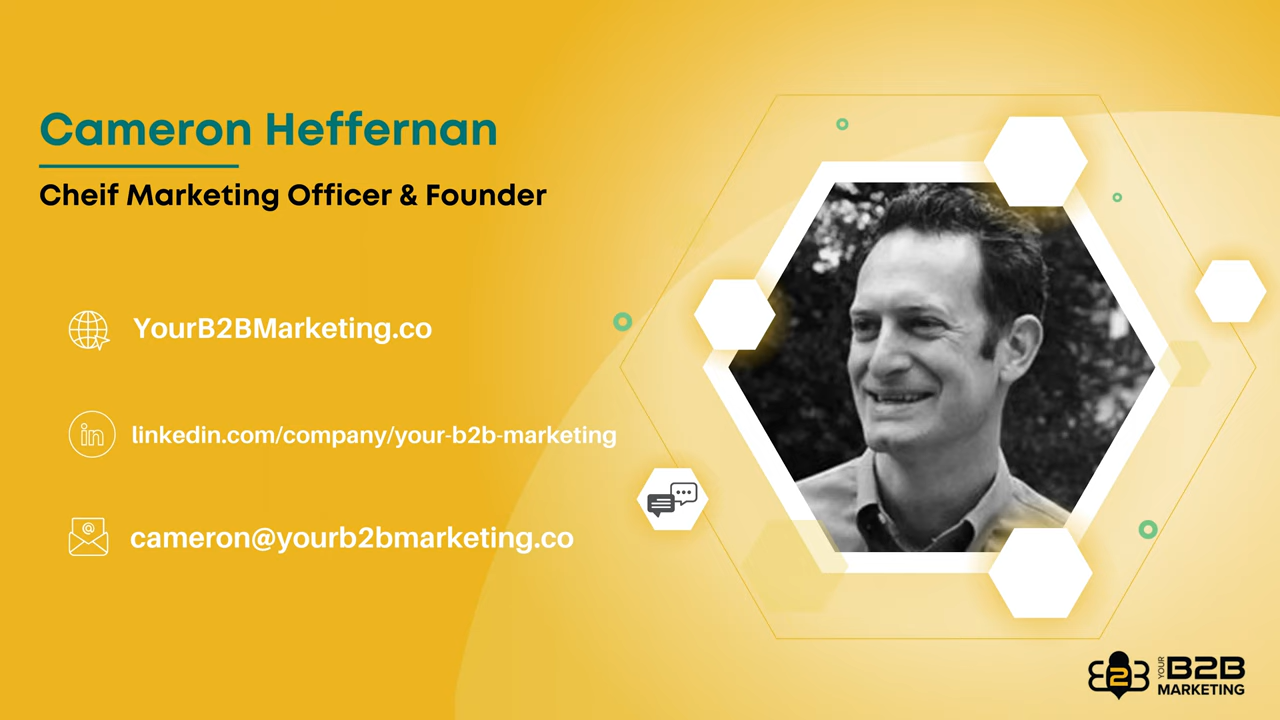 Cameron Heffernan
Cheif Marketing Officer & Founder
YourB2BMarketing.co
in
linkedin.com/company/your-b2b-marketing
@
cameron@yourb2bmarketing.co
B2B
YOUR B2B
MARKETING